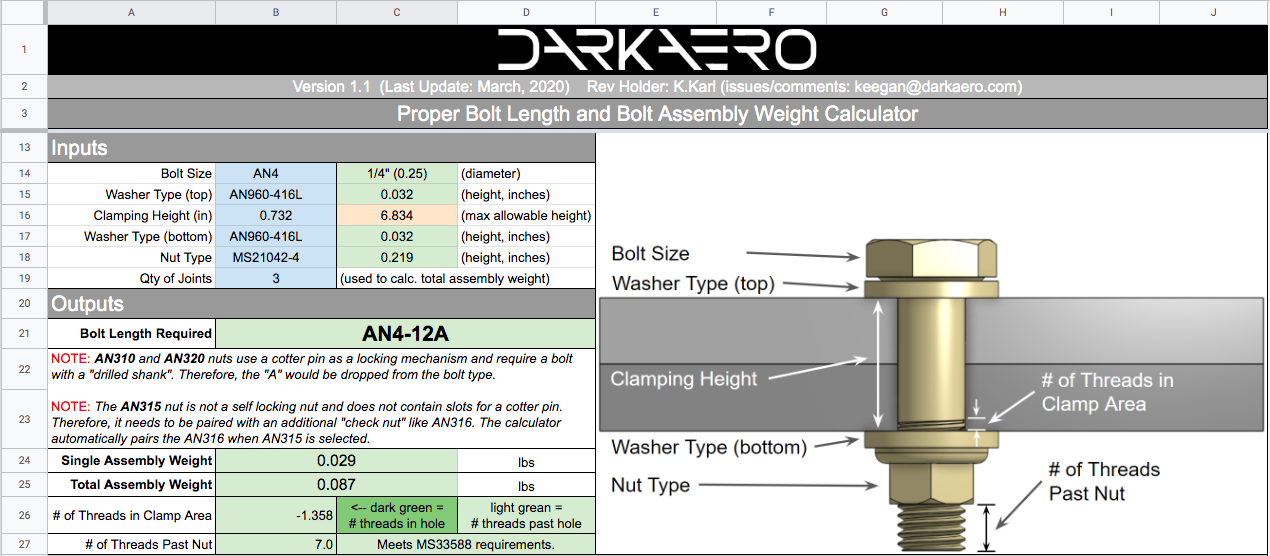 A B C D E F G H I J
1 DARKAERO
2 Version 1.1 (Last Update: March, 2020) Rev Holder: K.Karl (issues/comments: keegan@darkaero.com)
3 Proper Bolt Length and Bolt Assembly Weight Calculator
13 Inputs
14 Bolt Size AN4 1/4" (0.25) (diameter)
15 Washer Type (top) AN960-416L 0.032 (height, inches)
16 Clamping Height (in) 0.732 6.834 (max allowable height)
17 Washer Type (bottom) AN960-416L 0.032 (height, inches)
18 Nut Type MS21042-4 0.219 (height, inches)
19 Qty of Joints 3 (used to calc. total assembly weight)
20 Outputs
21 Bolt Length Required AN4-12A
22 NOTE: AN310 and AN320 nuts use a cotter pin as a locking mechanism and require a bolt
with a "drilled shank". Therefore, the "A" would be dropped from the bolt type.
23 NOTE: The AN315 nut is not a self locking nut and does not contain slots for a cotter pin.
Therefore, it needs to be paired with an additional "check nut" like AN316. The calculator
automatically pairs the AN316 when AN315 is selected.
24 Single Assembly Weight 0.029 lbs
25 Total Assembly Weight 0.087 lbs
26 # of Threads in Clamp Area -1.358 <-- dark green =
# threads in hole
light grean =
# threads past hole
27 # of Threads Past Nut 7.0 Meets MS33588 requirements.
Bolt Size
Washer Type (top)
Clamping Height
# of Threads in
Clamp Area
Washer Type (bottom)
Nut Type
# of Threads
Past Nut